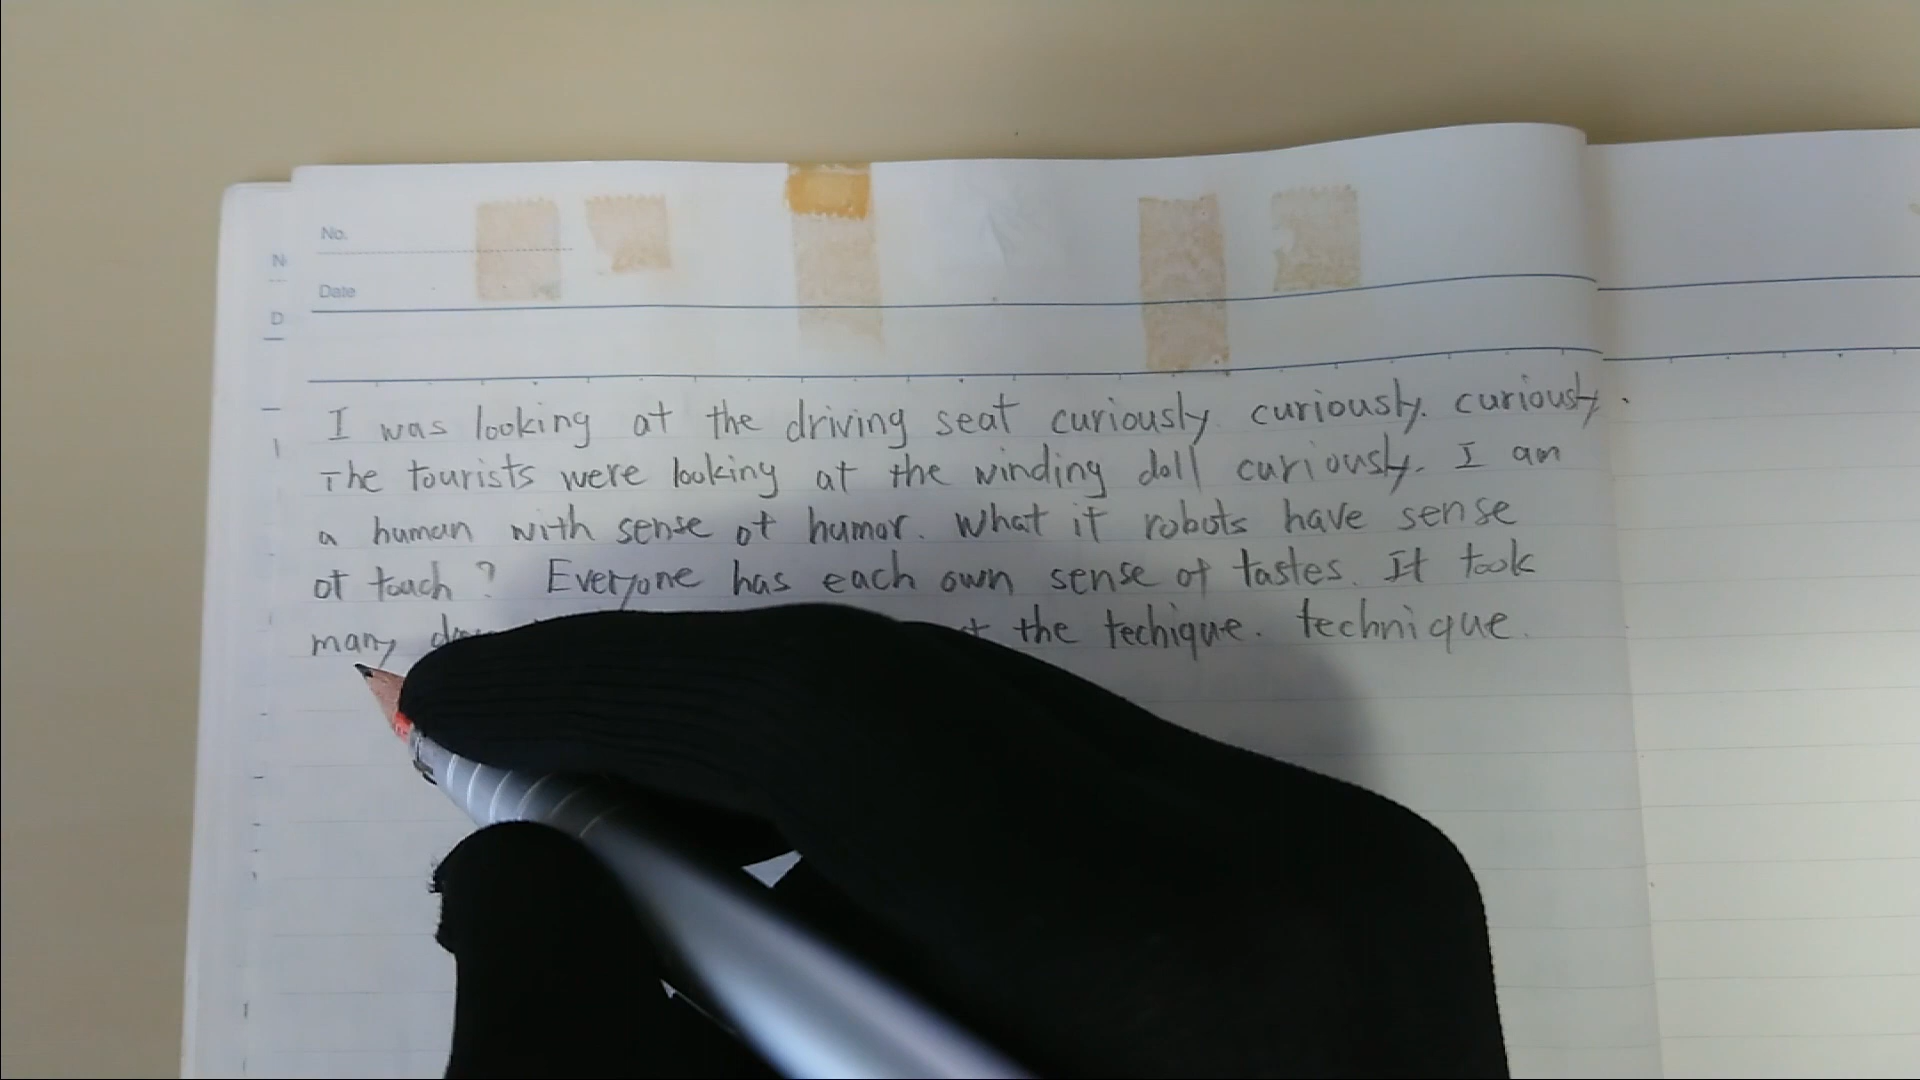 No.
Date
I was looking at the driving seat curiously. curiously. curiously.
The tourists were looking at the winding doll curiously. I am
a human with sense of humor. What if robots have sense
of touch? Everyone has each own sense of tastes. It took
many the techique. technique.